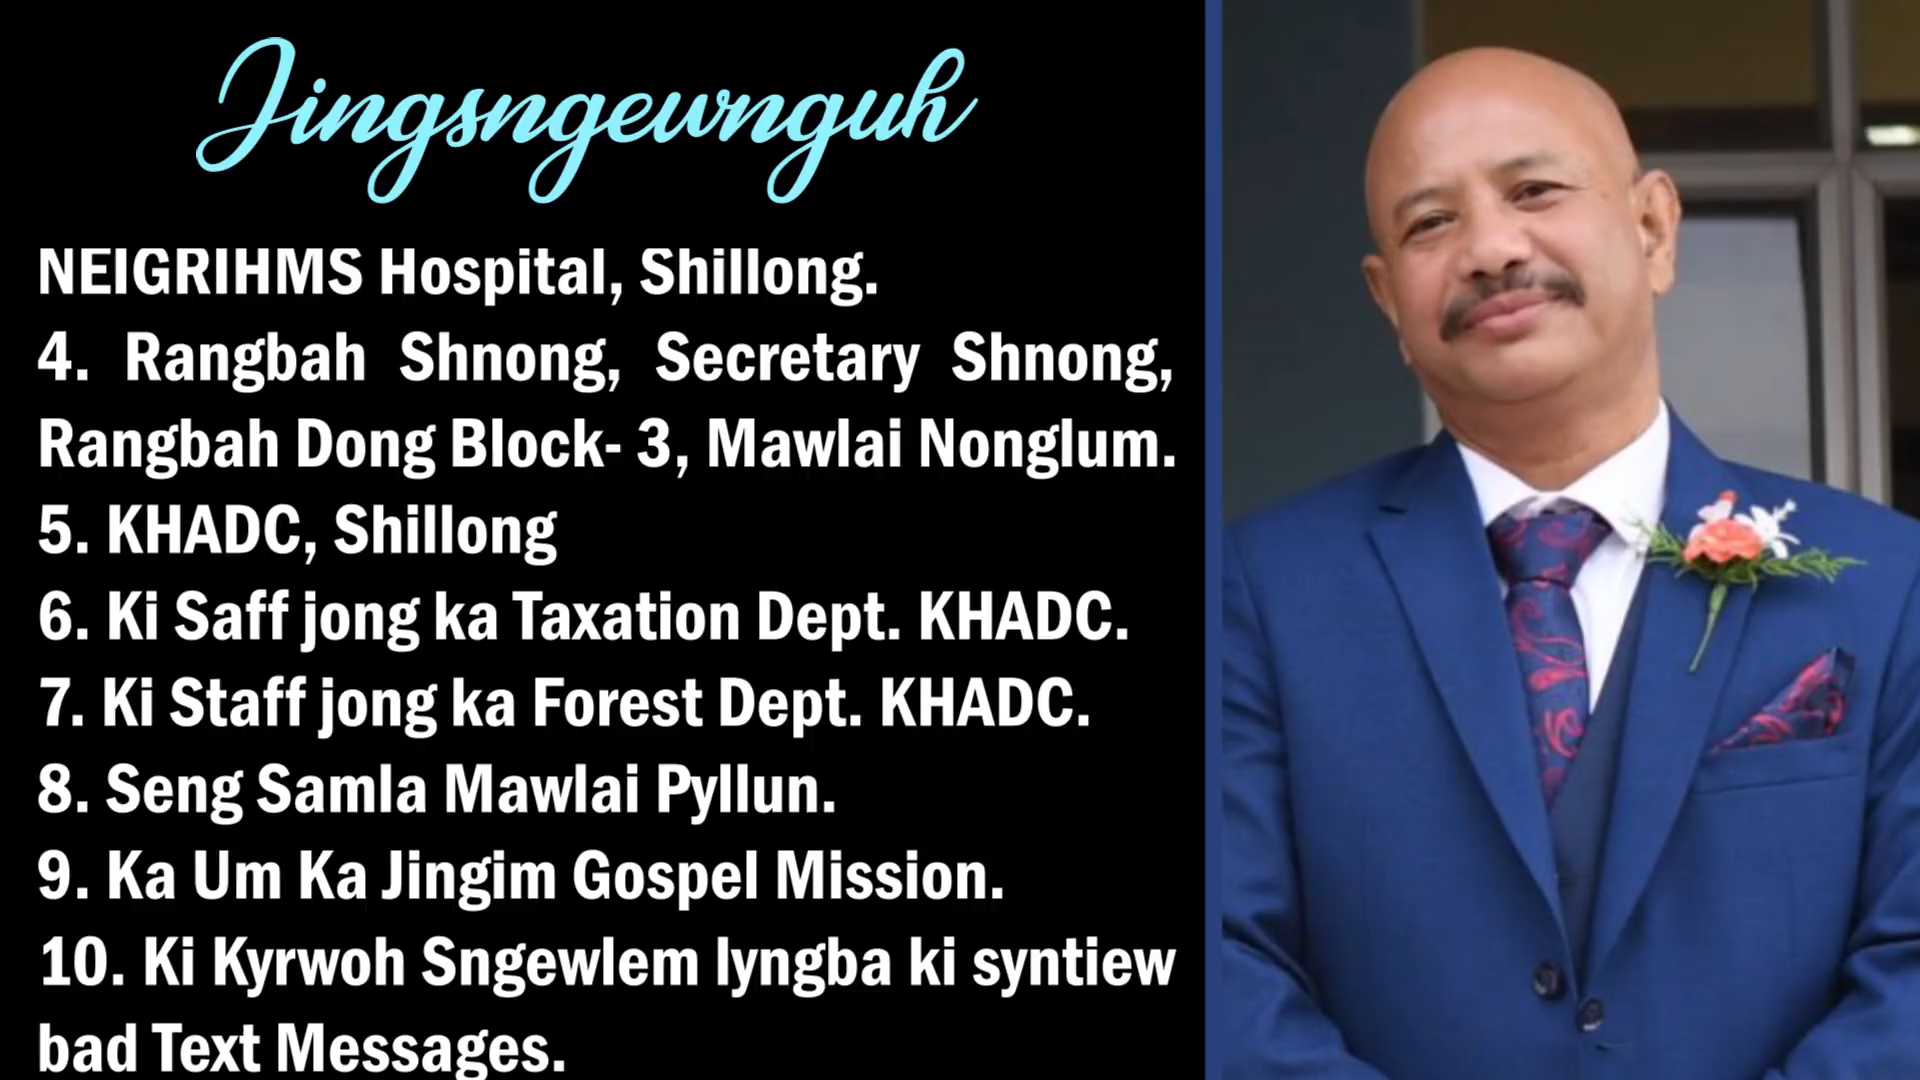 Jingsngewnguh
NEIGRIHMS Hospital, Shillong.
4. Rangbah Shnong, Secretary Shnong,
Rangbah Dong Block- 3, Mawlai Nonglum.
5. KHADC, Shillong
6. Ki Saff jong ka Taxation Dept. KHADC.
7. Ki Staff jong ka Forest Dept. KHADC.
8. Seng Samla Mawlai Pyllun.
9. Ka Um Ka Jingim Gospel Mission.
10. Ki Kyrwoh Sngewlem lyngba ki syntiew
bad Text Messages.